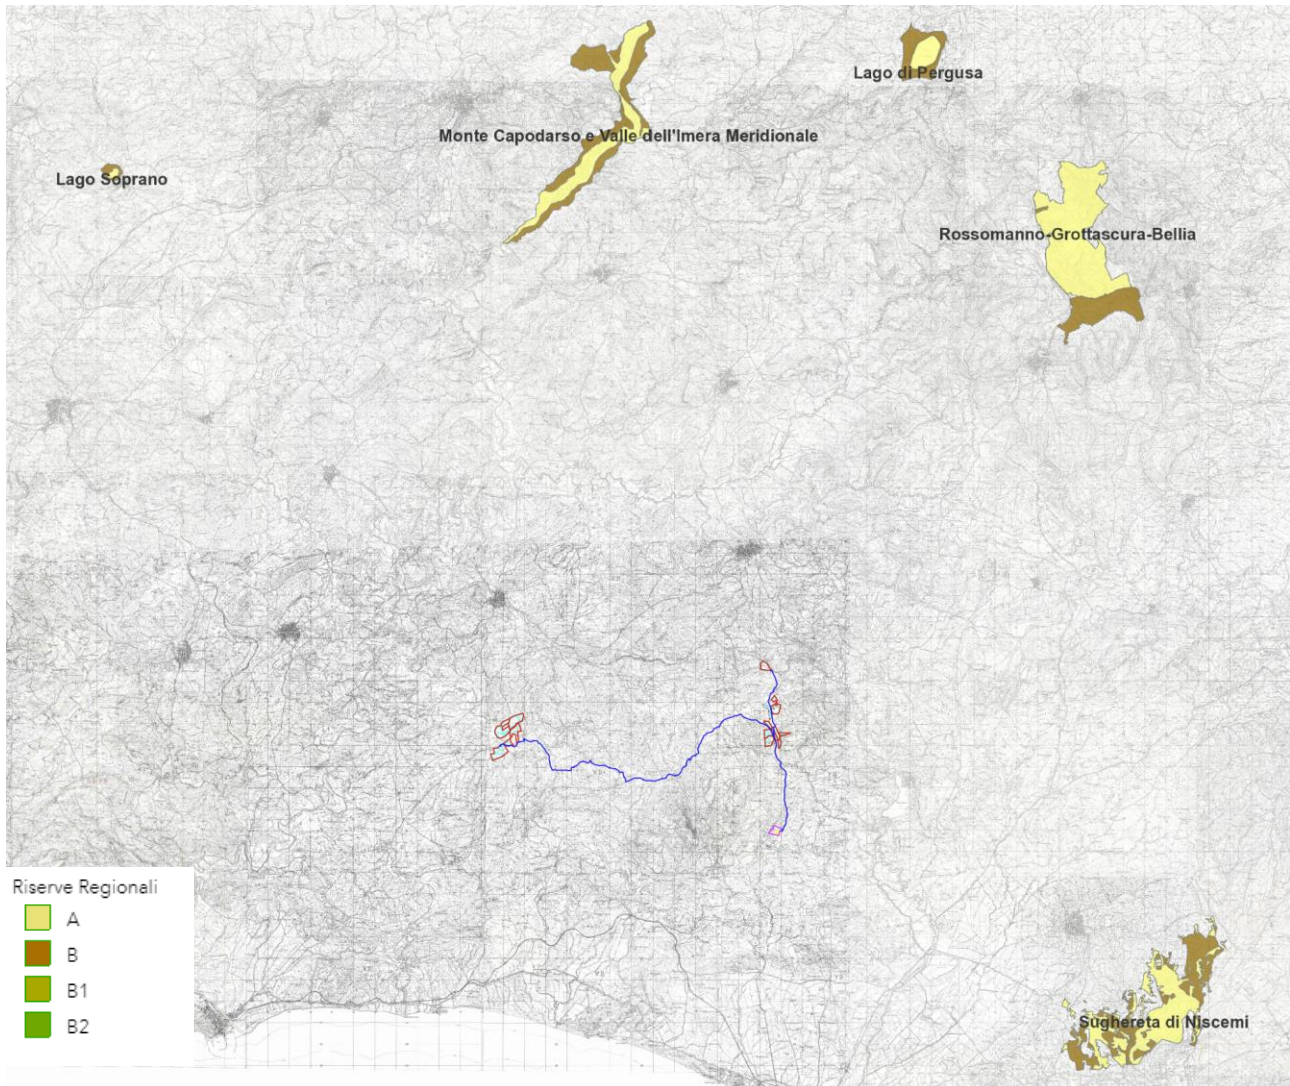 Lago di Pergusa
Monte Capodarso e Valle dell'Imera Meridionale
Lago Soprano
Rossomanno-Grottascura-Bellia
Riserve Regionali
A
B
B1
B2
Sughereta di Niscemi